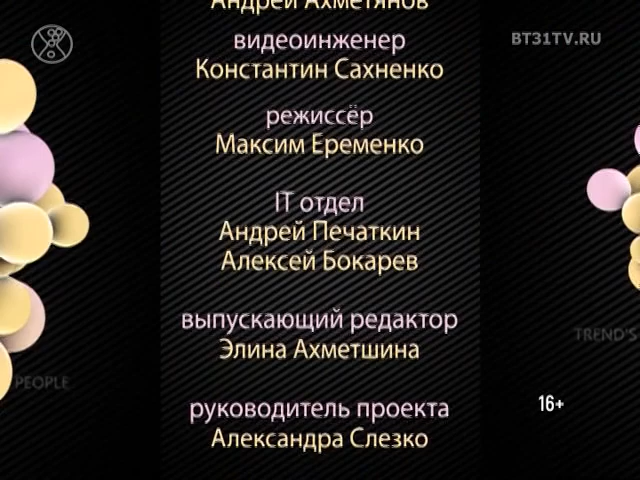 Андрей Ахметянов
BT31TV.RU
видеоинженер
Константин Сахненко
режиссёр
Максим Еременко
IT отдел
Андрей Печаткин
Алексей Бокарев
выпускающий редактор
Элина Ахметшина
TREND'S
PEOPLE
16+
руководитель проекта
Александра Слезко